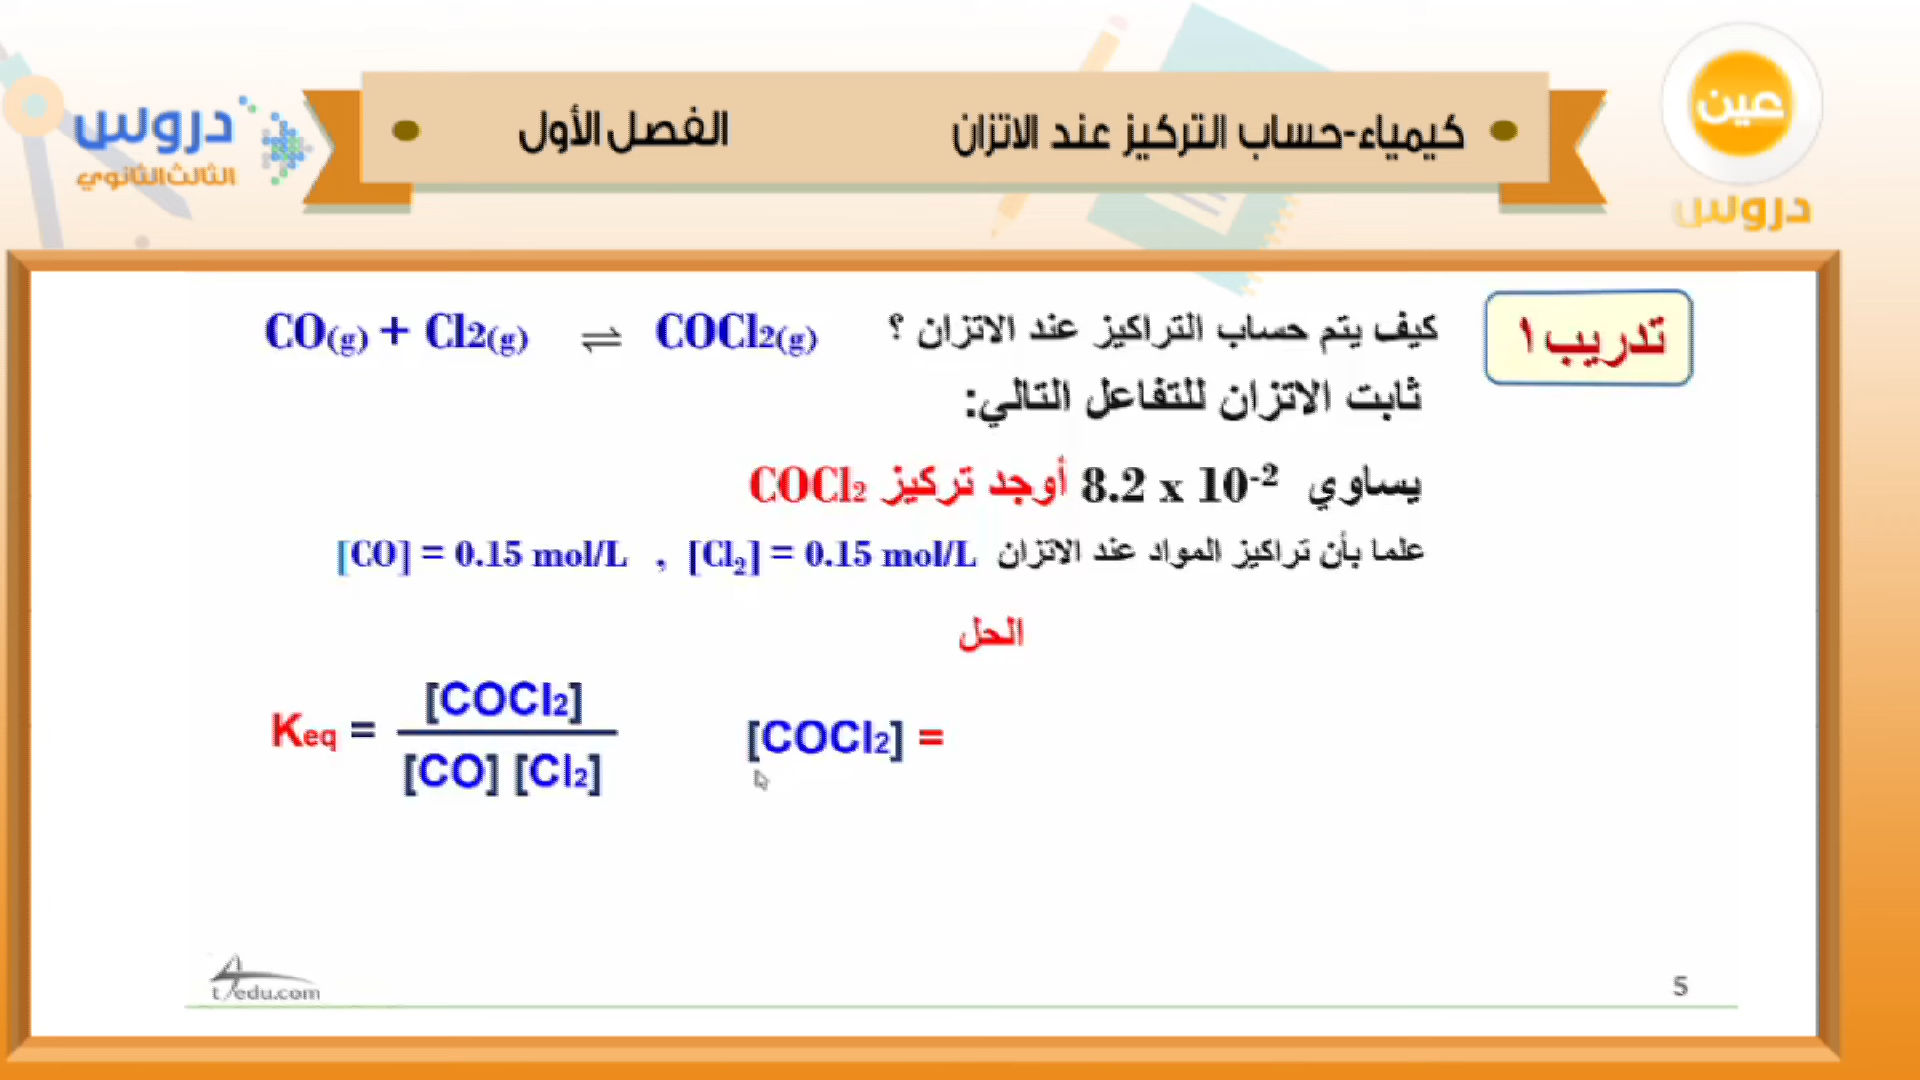 عين
دروس
كيمياء-حساب التركيز عند الاتزان
الفصل الأول
دروس
الثالث الثانوي
تدريب ١
كيف يتم حساب التراكيز عند الاتزان ؟ CO(g) + Cl2(g) ⇌ COCl2(g)
ثابت الاتزان للتفاعل التالي:
يساوي 8.2 x 10⁻² أوجد تركيز COCl2
علما بأن تراكيز المواد عند الاتزان [CO] = 0.15 mol/L , [Cl₂] = 0.15 mol/L
الحل
Keq = [COCl2] / [CO] [Cl2]
[COCl2] =
t4edu.com
5